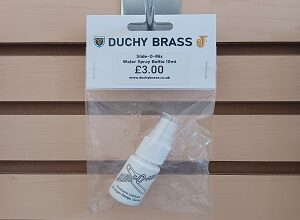 DUCHY BRASS
Slide-O-Mix
Water Spray Bottle 10ml
£3.00
www.duchybrass.co.uk